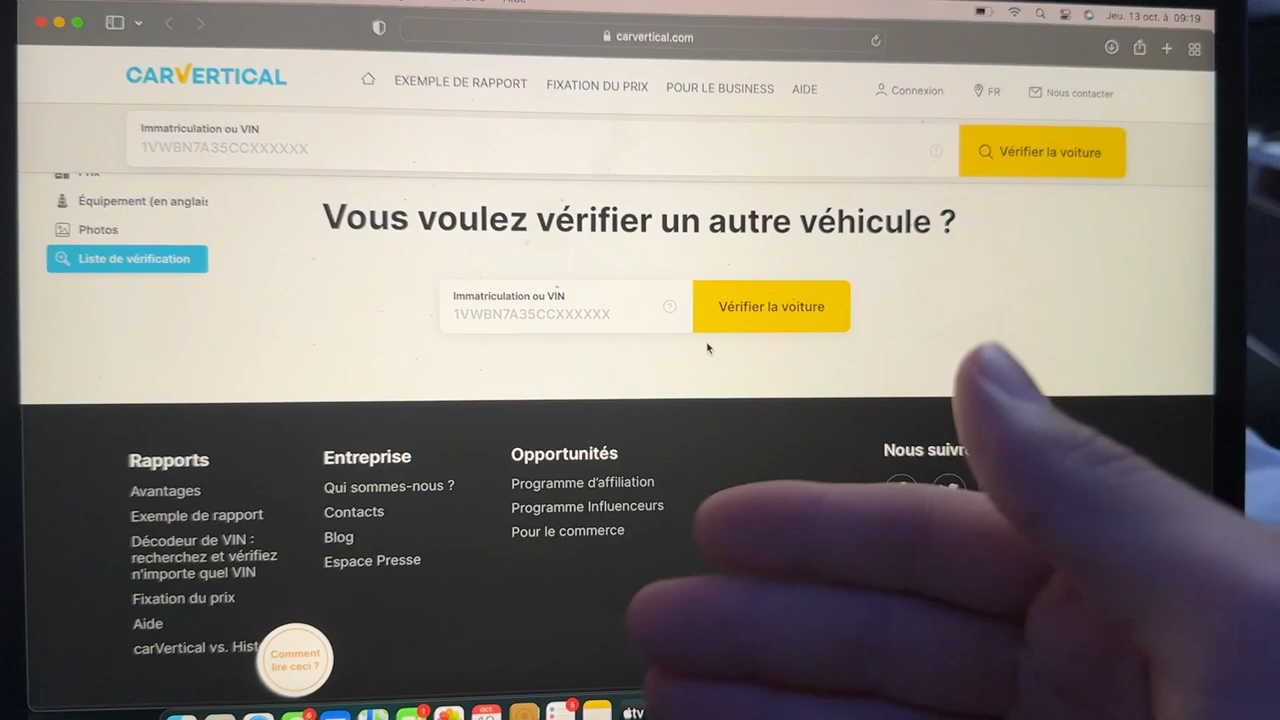 Jeu. 13 oct. à 09:19
carvertical.com
CARVERTICAL
EXEMPLE DE RAPPORT
FIXATION DU PRIX
POUR LE BUSINESS
AIDE
Connexion
FR
Nous contacter
Immatriculation ou VIN
1VWBN7A35CCXXXXXX
Vérifier la voiture
Prix
Équipement (en anglais
Photos
Liste de vérification
Vous voulez vérifier un autre véhicule ?
Immatriculation ou VIN
1VWBN7A35CCXXXXXX
Vérifier la voiture
Rapports
Avantages
Exemple de rapport
Décodeur de VIN :
recherchez et vérifiez
n'importe quel VIN
Fixation du prix
Aide
carVertical vs. Hist
Entreprise
Qui sommes-nous ?
Contacts
Blog
Espace Presse
Opportunités
Programme d'affiliation
Programme Influenceurs
Pour le commerce
Nous suivre
Comment
lire ceci ?
OCT.
tv